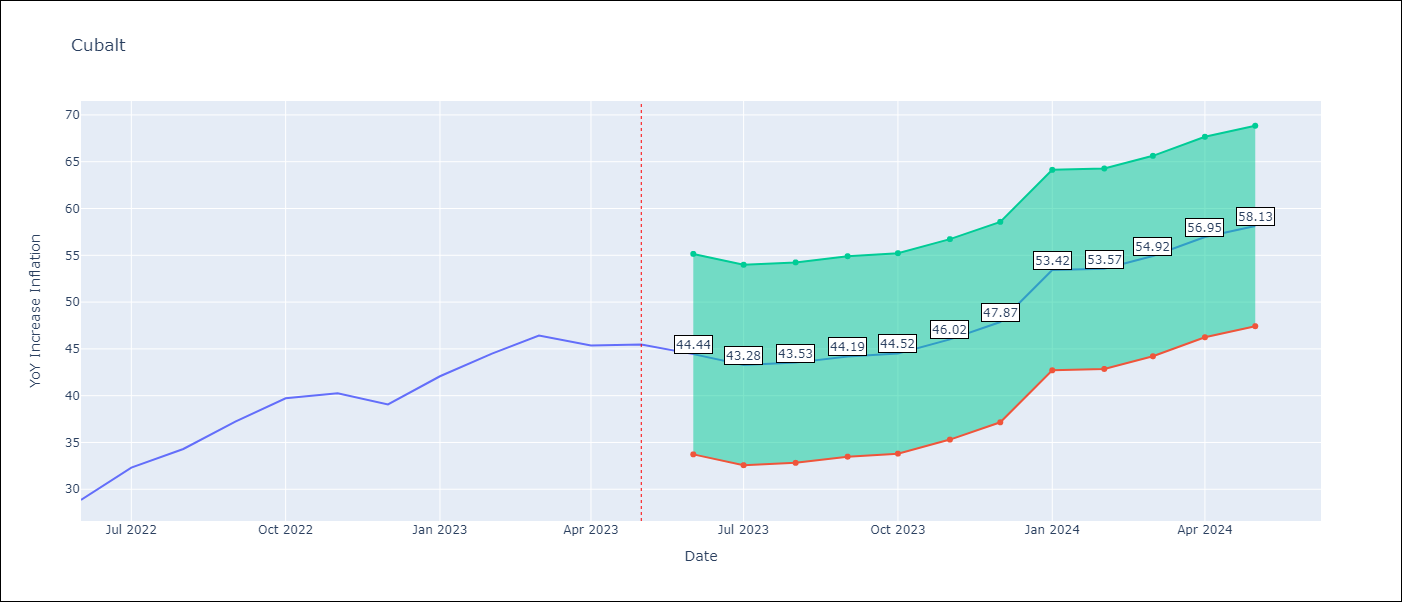 Cubalt
YoY Increase Inflation
70
65
60
55
50
45
40
35
30
44.44
43.28
43.53
44.19
44.52
46.02
47.87
53.42
53.57
54.92
56.95
58.13
Jul 2022
Oct 2022
Jan 2023
Apr 2023
Jul 2023
Oct 2023
Jan 2024
Apr 2024
Date